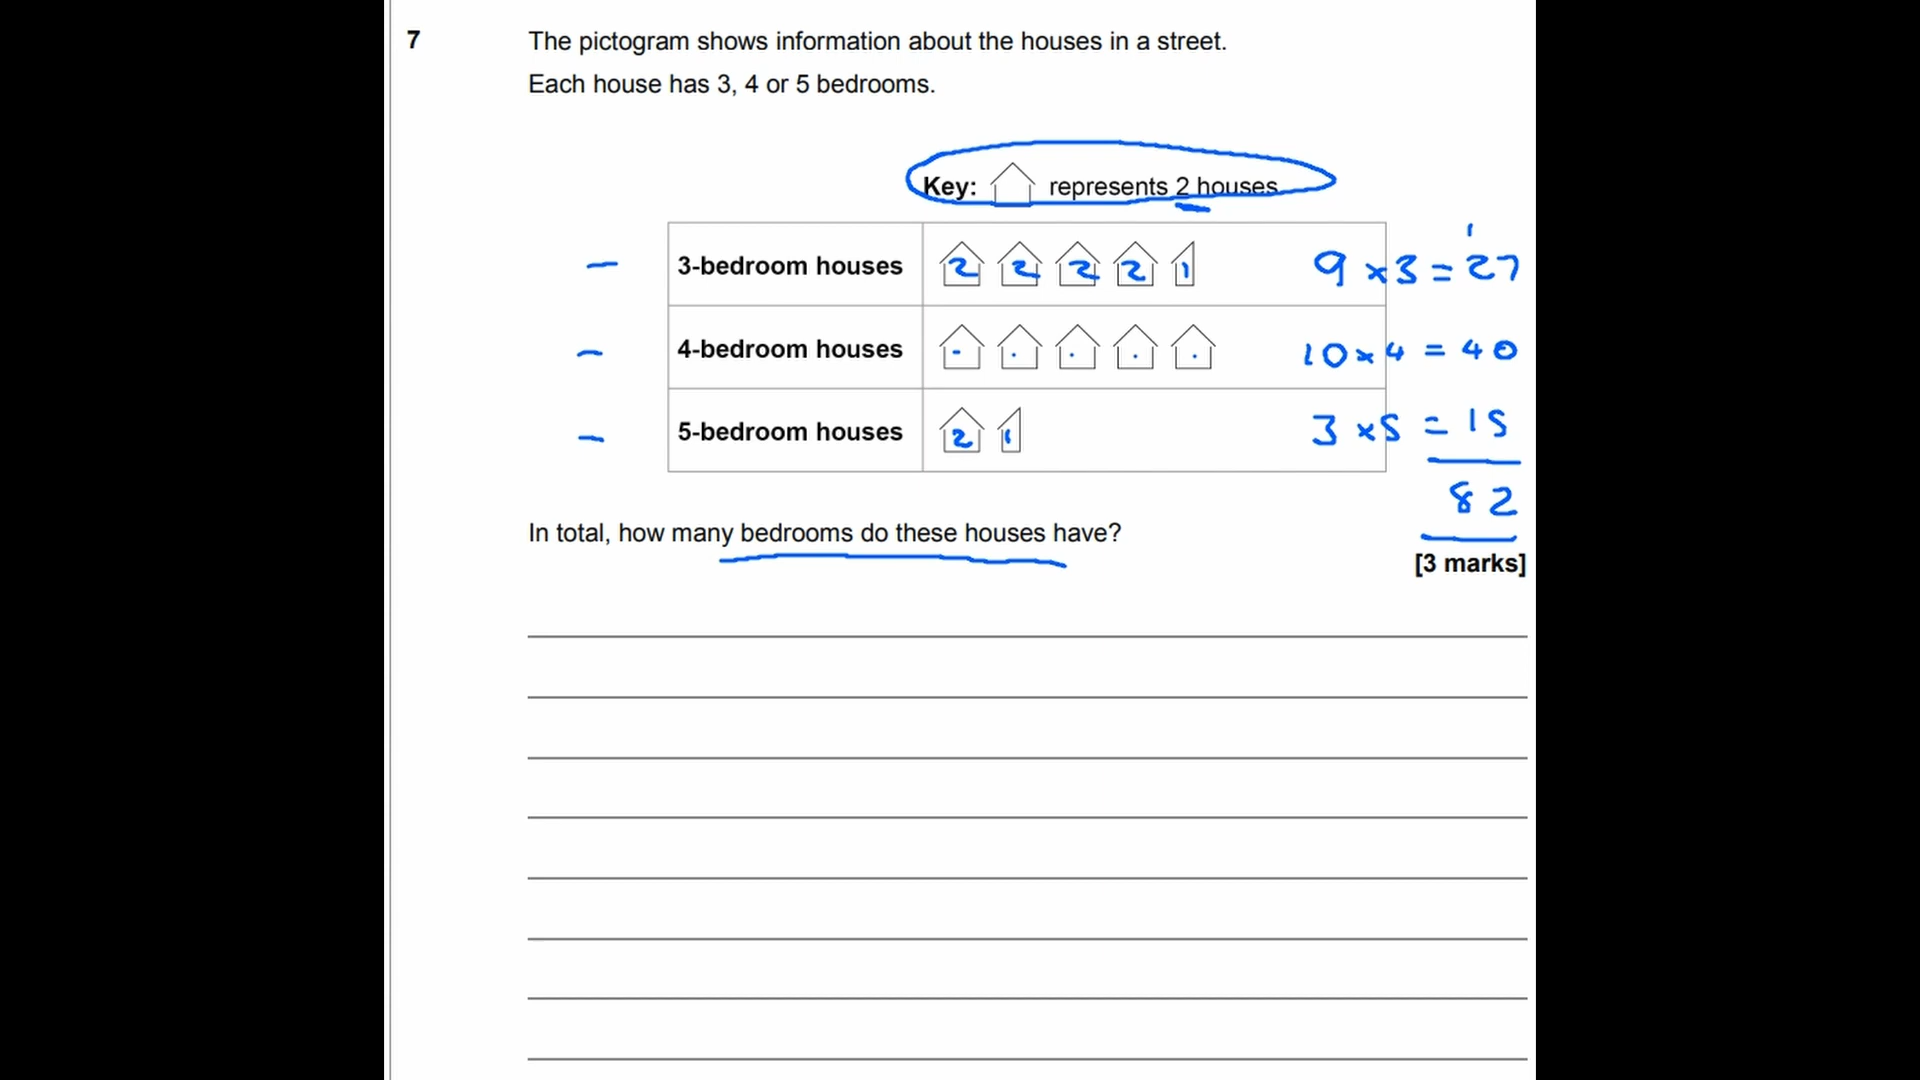 7 The pictogram shows information about the houses in a street.
Each house has 3, 4 or 5 bedrooms.
Key: represents 2 houses
3-bedroom houses 2 2 2 2 1 9 × 3 = 27
1
4-bedroom houses 10 × 4 = 40
5-bedroom houses 2 1 3 × 5 = 15
82
In total, how many bedrooms do these houses have?
[3 marks]